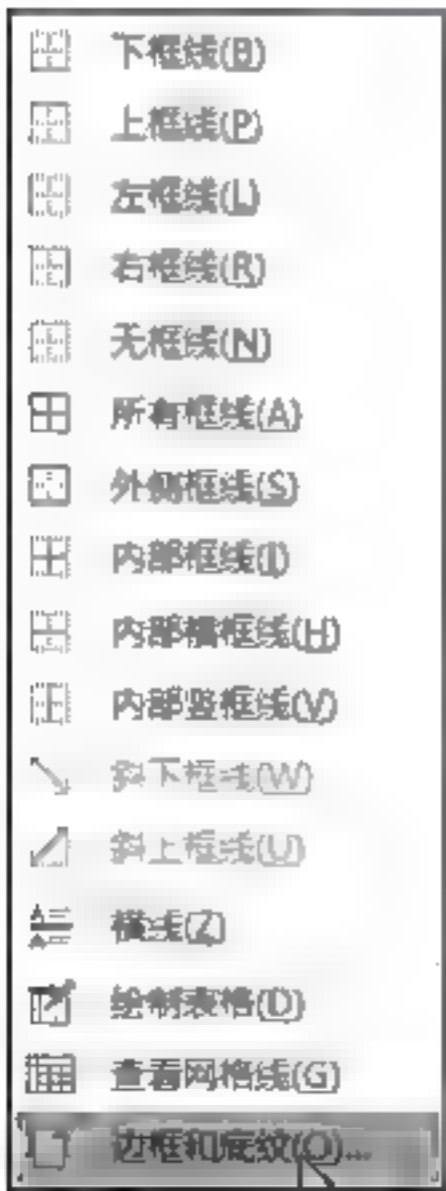 下框线(B)
上框线(P)
左框线(L)
右框线(R)
无框线(N)
所有框线(A)
外侧框线(S)
内部框线(I)
内部横框线(H)
内部竖框线(V)
斜下框线(W)
斜上框线(U)
横线(Z)
绘制表格(D)
查看网格线(G)
边框和底纹(O)...